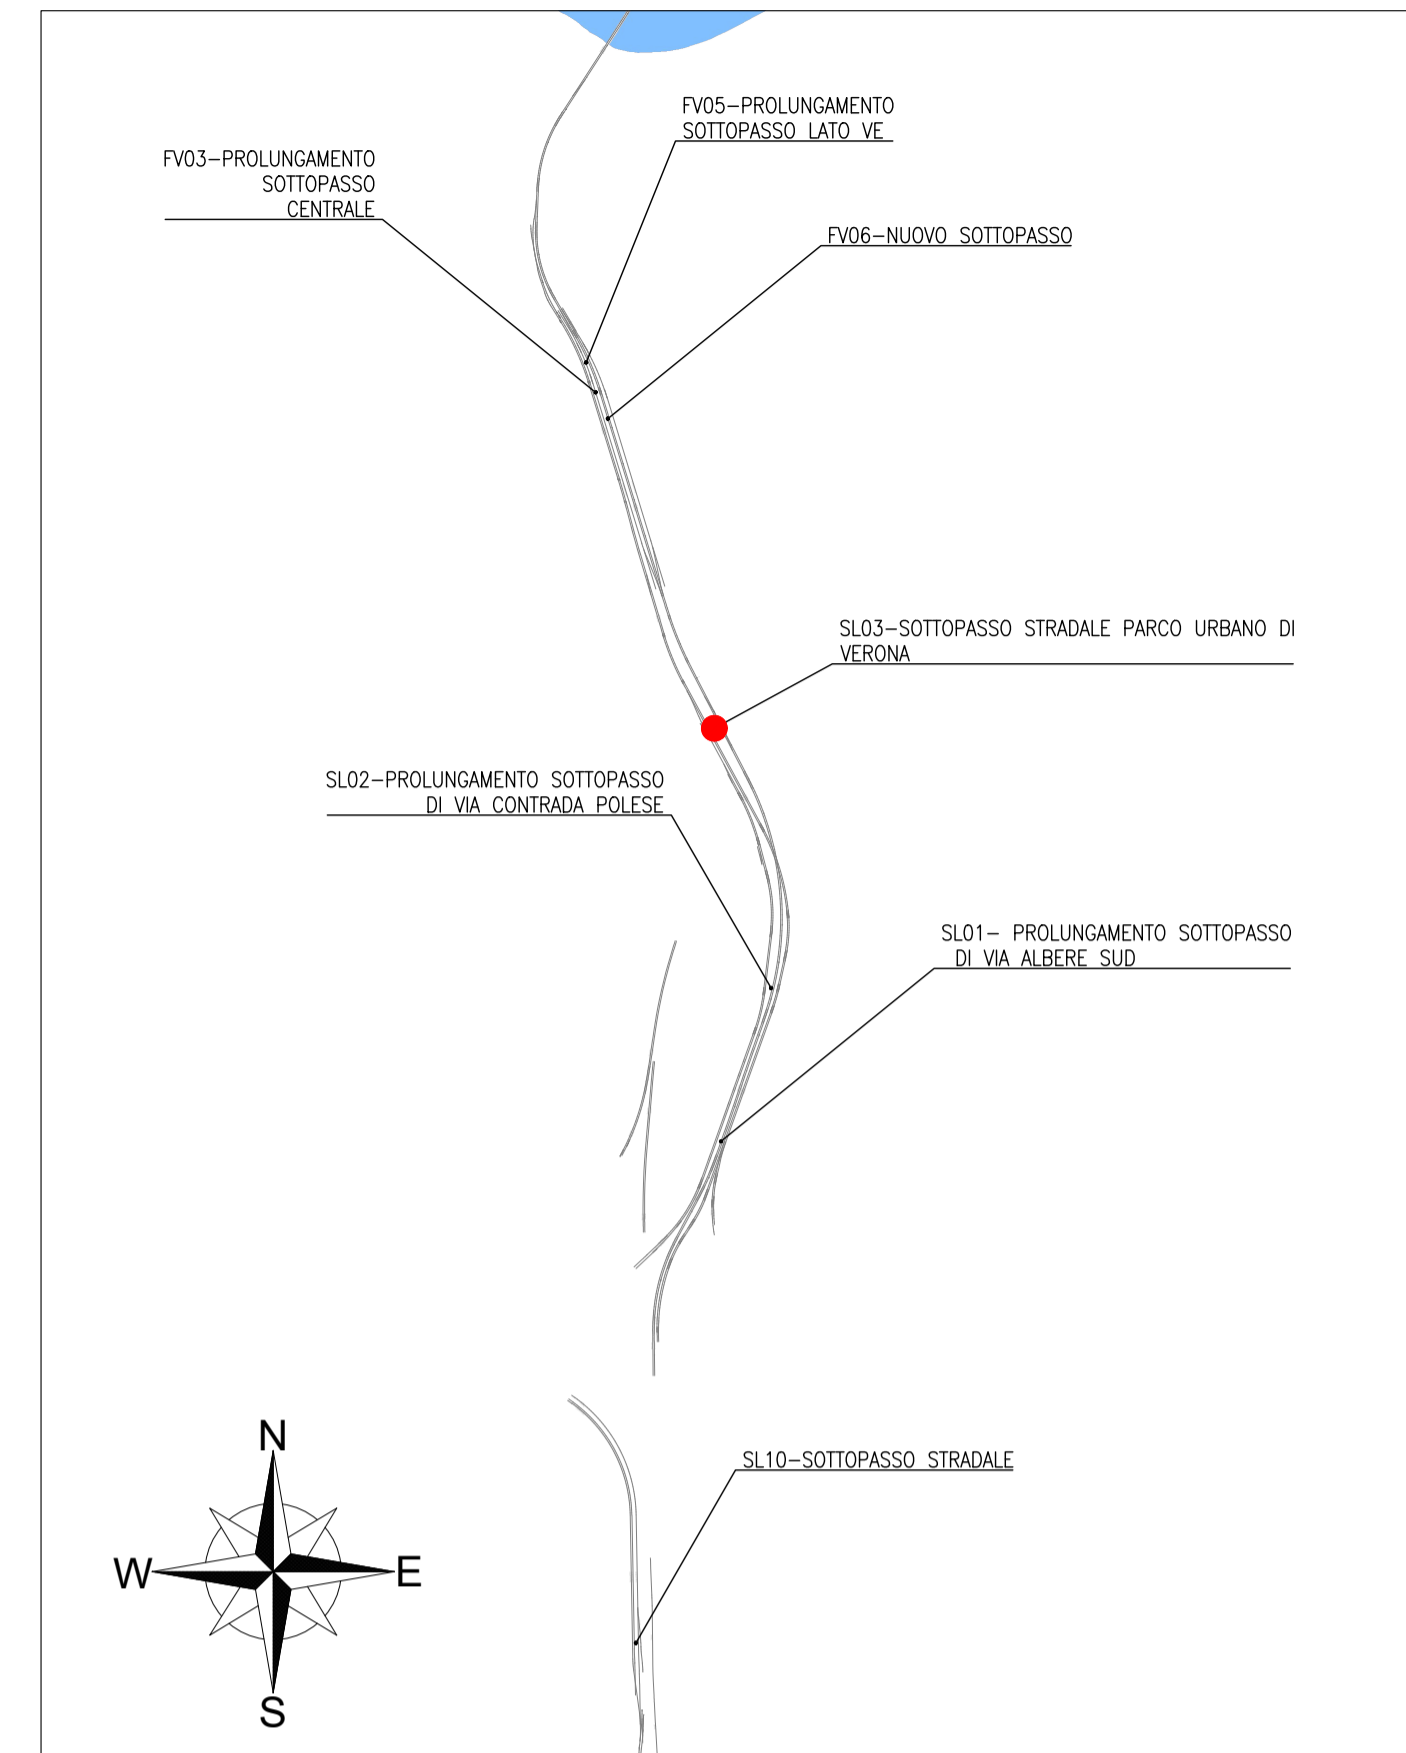 FV05-PROLUNGAMENTO
SOTTOPASSO LATO VE
FV03-PROLUNGAMENTO
SOTTOPASSO
CENTRALE
FV06-NUOVO SOTTOPASSO
SL03-SOTTOPASSO STRADALE PARCO URBANO DI
VERONA
SL02-PROLUNGAMENTO SOTTOPASSO
DI VIA CONTRADA POLESE
SL01- PROLUNGAMENTO SOTTOPASSO
DI VIA ALBERE SUD
SL10-SOTTOPASSO STRADALE
N
W
E
S